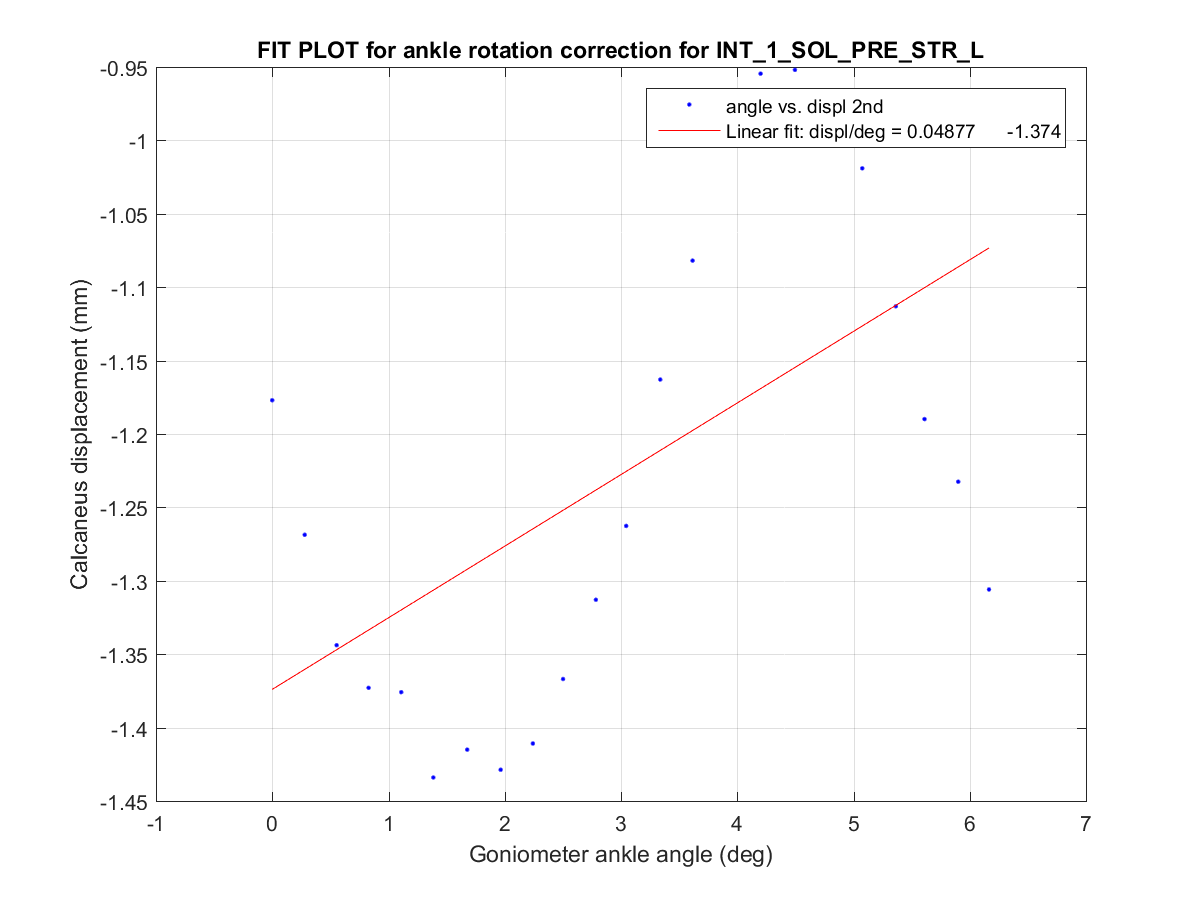 FIT PLOT for ankle rotation correction for INT_1_SOL_PRE_STR_L
-0.95
angle vs. displ 2nd
Linear fit: displ/deg = 0.04877 -1.374
-1
-1.05
-1.1
-1.15
-1.2
-1.25
-1.3
-1.35
-1.4
-1.45
Calcaneus displacement (mm)
-1 0 1 2 3 4 5 6 7
Goniometer ankle angle (deg)